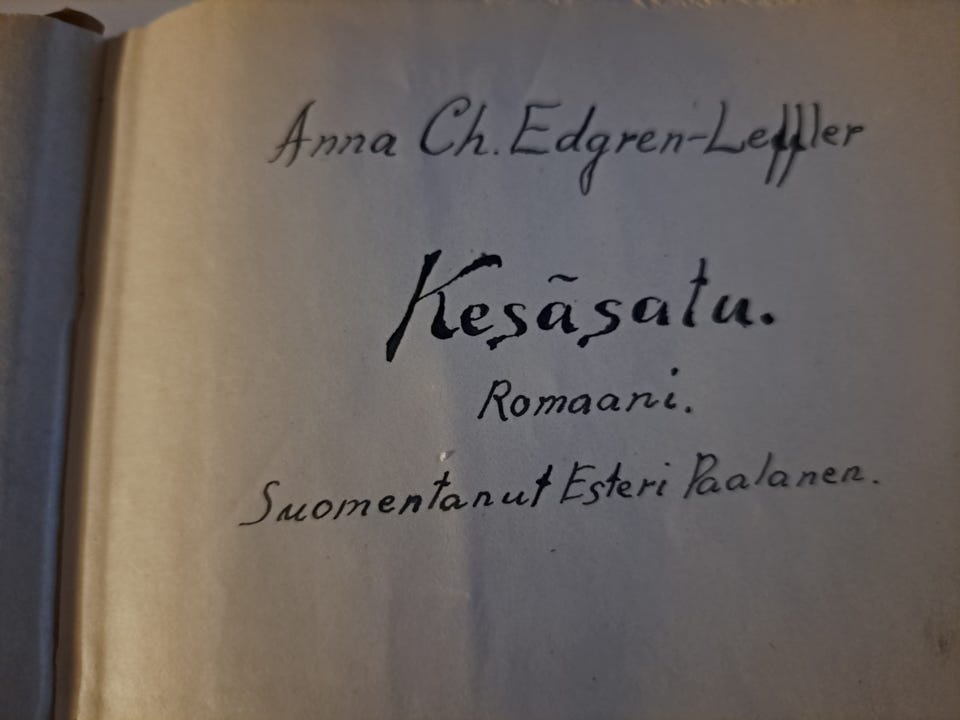 Anna Ch. Edgren-Leffler
Kesäsatu.
Romaani.
Suomentanut Esteri Paalanen.